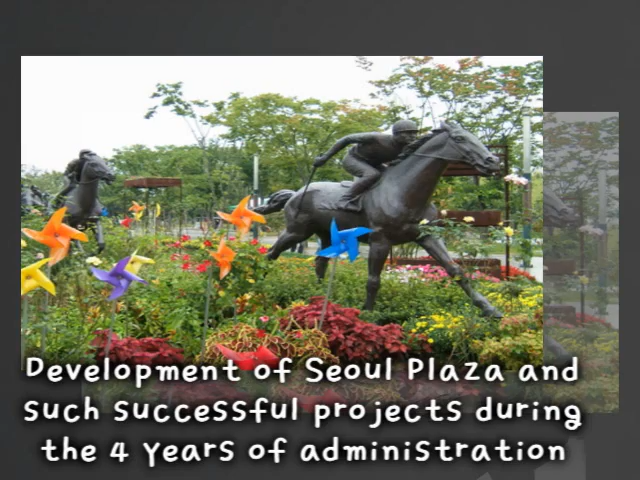 Development of Seoul Plaza and
such successful projects during
the 4 years of administration